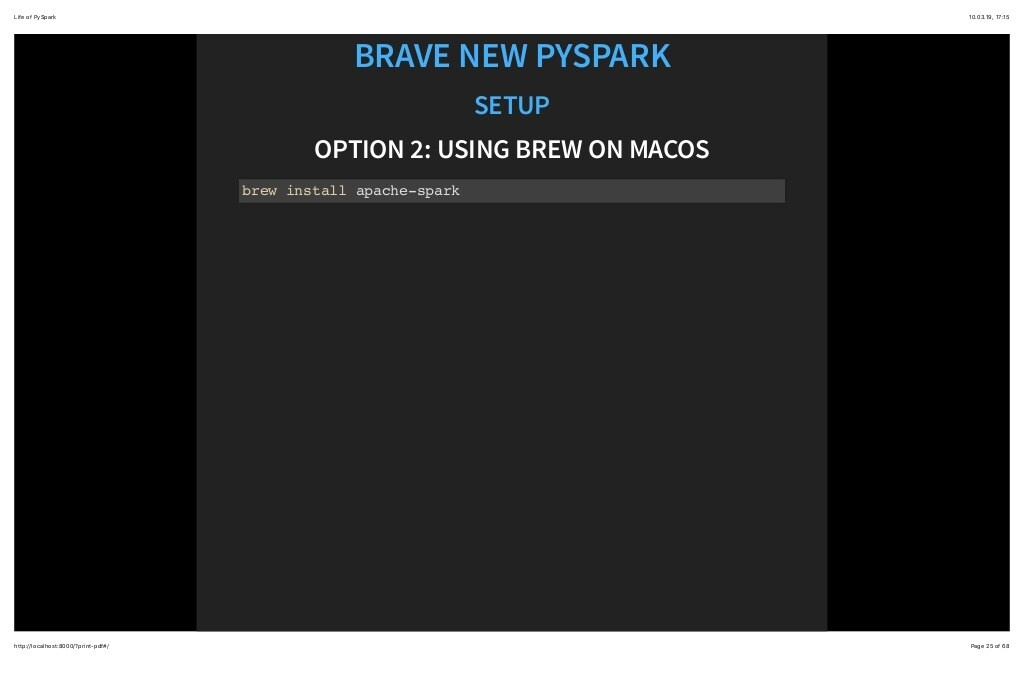 Life of PySpark
10.03.19, 17:15
BRAVE NEW PYSPARK
SETUP
OPTION 2: USING BREW ON MACOS
brew install apache-spark
http://localhost:8000/?print-pdf#/
Page 25 of 68